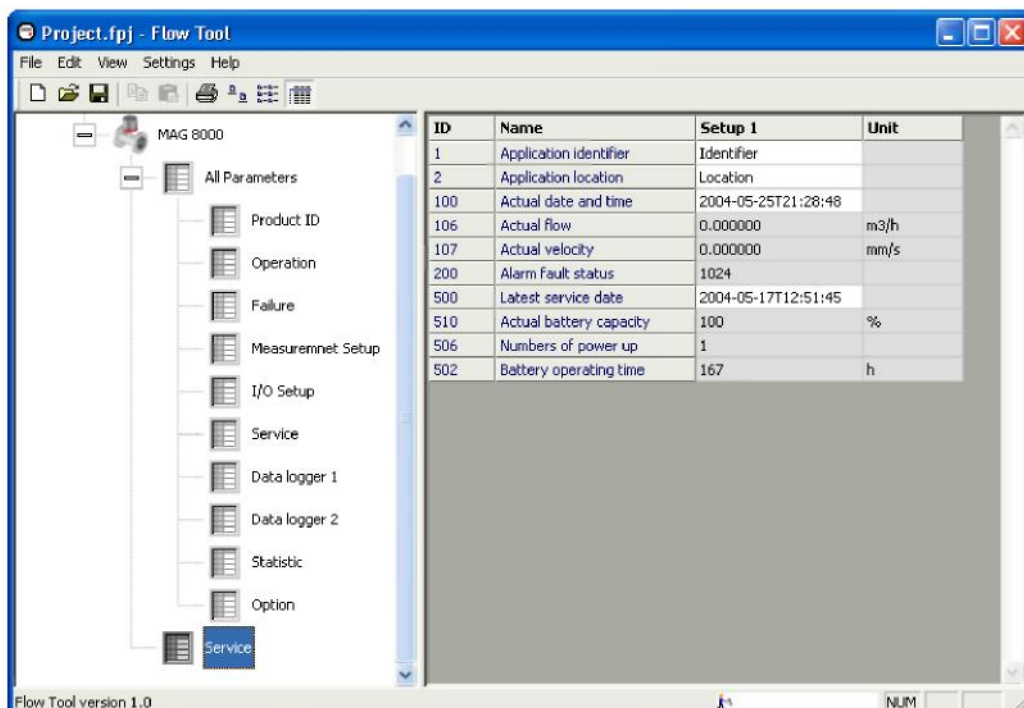 Project.fpj - Flow Tool
File Edit View Settings Help
MAG 8000
All Parameters
Product ID
Operation
Failure
Measuremnet Setup
I/O Setup
Service
Data logger 1
Data logger 2
Statistic
Option
Service
ID Name Setup 1 Unit
1 Application identifier Identifier
2 Application location Location
100 Actual date and time 2004-05-25T21:28:48
106 Actual flow 0.000000 m3/h
107 Actual velocity 0.000000 mm/s
200 Alarm fault status 1024
500 Latest service date 2004-05-17T12:51:45
510 Actual battery capacity 100 %
506 Numbers of power up 1
502 Battery operating time 167 h
Flow Tool version 1.0 NUM